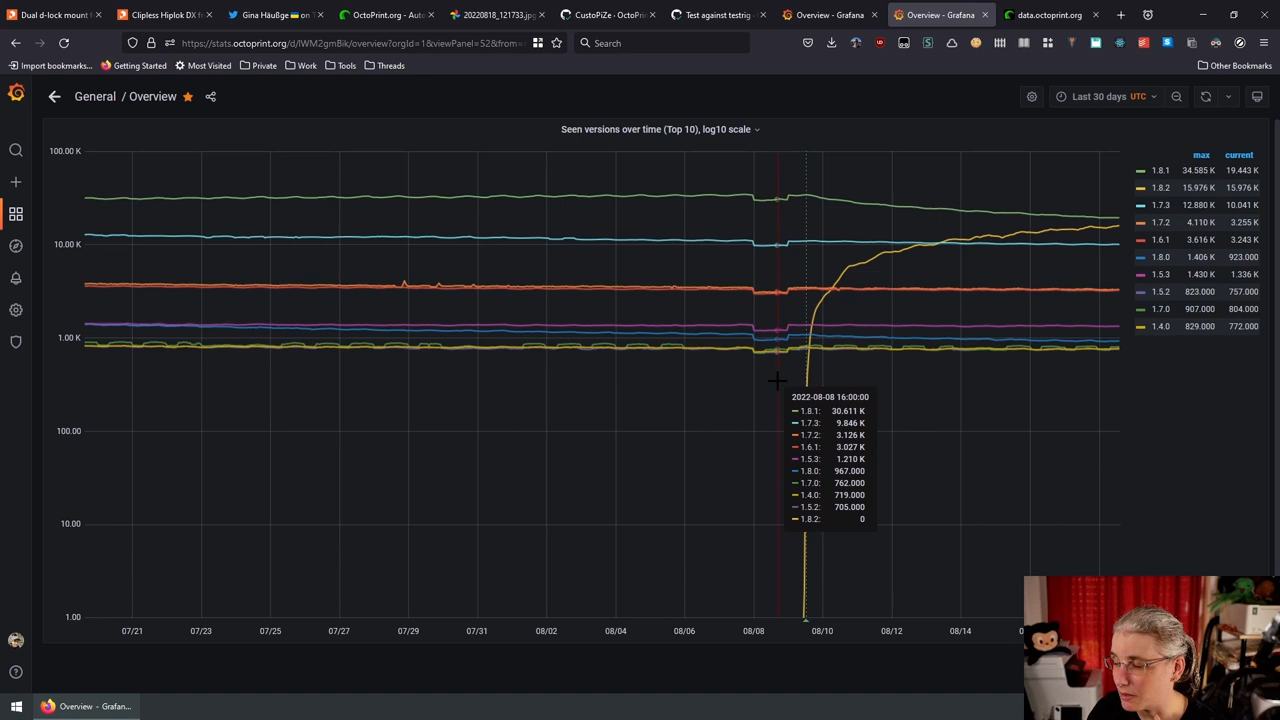 Dual d-lock mount f
Clipless Hiplok DX fr
Gina Häußge 🇺🇦 on T
OctoPrint.org - Auto
20220818_121733.jpg
CustoPiZe · OctoPrin
Test against testrig ·
Overview - Grafana
Overview - Grafana
data.octoprint.org
https://stats.octoprint.org/d/IWM2gmBik/overview?orgId=1&viewPanel=52&from=
Search
Import bookmarks...
Getting Started
Most Visited
Private
Work
Tools
Threads
Other Bookmarks
General / Overview
Last 30 days UTC
Seen versions over time (Top 10), log10 scale
100.00 K
10.00 K
1.00 K
100.00
10.00
1.00
07/21
07/23
07/25
07/27
07/29
07/31
08/02
08/04
08/06
08/08
08/10
08/12
08/14
max current
1.8.1 34.585 K 19.443 K
1.8.2 15.976 K 15.976 K
1.7.3 12.880 K 10.041 K
1.7.2 4.110 K 3.255 K
1.6.1 3.616 K 3.243 K
1.8.0 1.406 K 923.000
1.5.3 1.430 K 1.336 K
1.5.2 823.000 757.000
1.7.0 907.000 804.000
1.4.0 829.000 772.000
2022-08-08 16:00:00
1.8.1: 30.611 K
1.7.3: 9.846 K
1.7.2: 3.126 K
1.6.1: 3.027 K
1.5.3: 1.210 K
1.8.0: 967.000
1.7.0: 762.000
1.4.0: 719.000
1.5.2: 705.000
1.8.2: 0
Overview - Grafan...